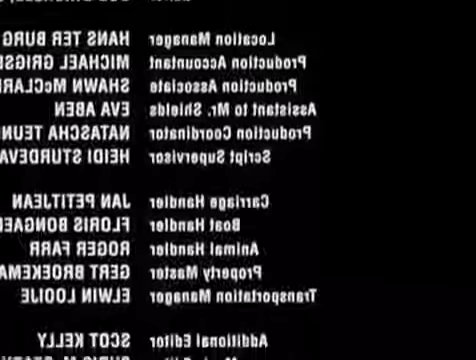 Location Manager HANS TER BURG
Production Accountant MICHAEL GRIGSB
Production Associate SHAWN McCLAR
Assistant to Mr. Shields EVA ABEN
Production Coordinator NATASCHA TEUN
Script Supervisor HEIDI STURDEVA
Carriage Handler JAN PETITJEAN
Boat Handler FLORIS BONGAE
Animal Handler ROGER FARR
Property Master GERT BROEKEMA
Transportation Manager ELWIN LOOIJE
Additional Editor SCOT KELLY